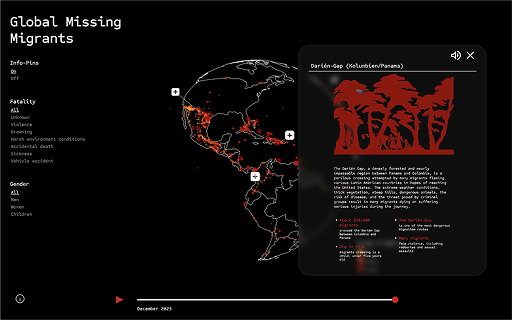 Global Missing
Migrants
Info-Pins
On
Off
Fatality
All
Unknown
Violence
Drowning
Harsh environment conditions
Accidental death
Sickness
Vehicle accident
Gender
All
Men
Women
Children
December 2023
Darién-Gap (Kolumbien/Panama)
The Darién Gap, a densely forested and nearly
impassable region between Panama and Colombia, is a
perilous crossing attempted by many migrants fleeing
various Latin American countries in hopes of reaching
the United States. The extreme weather conditions,
thick vegetation, steep hills, dangerous animals, the
risk of disease, and the threat posed by criminal
groups result in many migrants dying or suffering
various injuries during the journey.
migrants
crossed the Darién Gap
between Colombia and
Panama
One in five
migrants crossing is a
child, under five years
old
The Darién Gap
is one of the most dangerous
migration routes
Many migrants
face violence, including
robberies and sexual
assaults